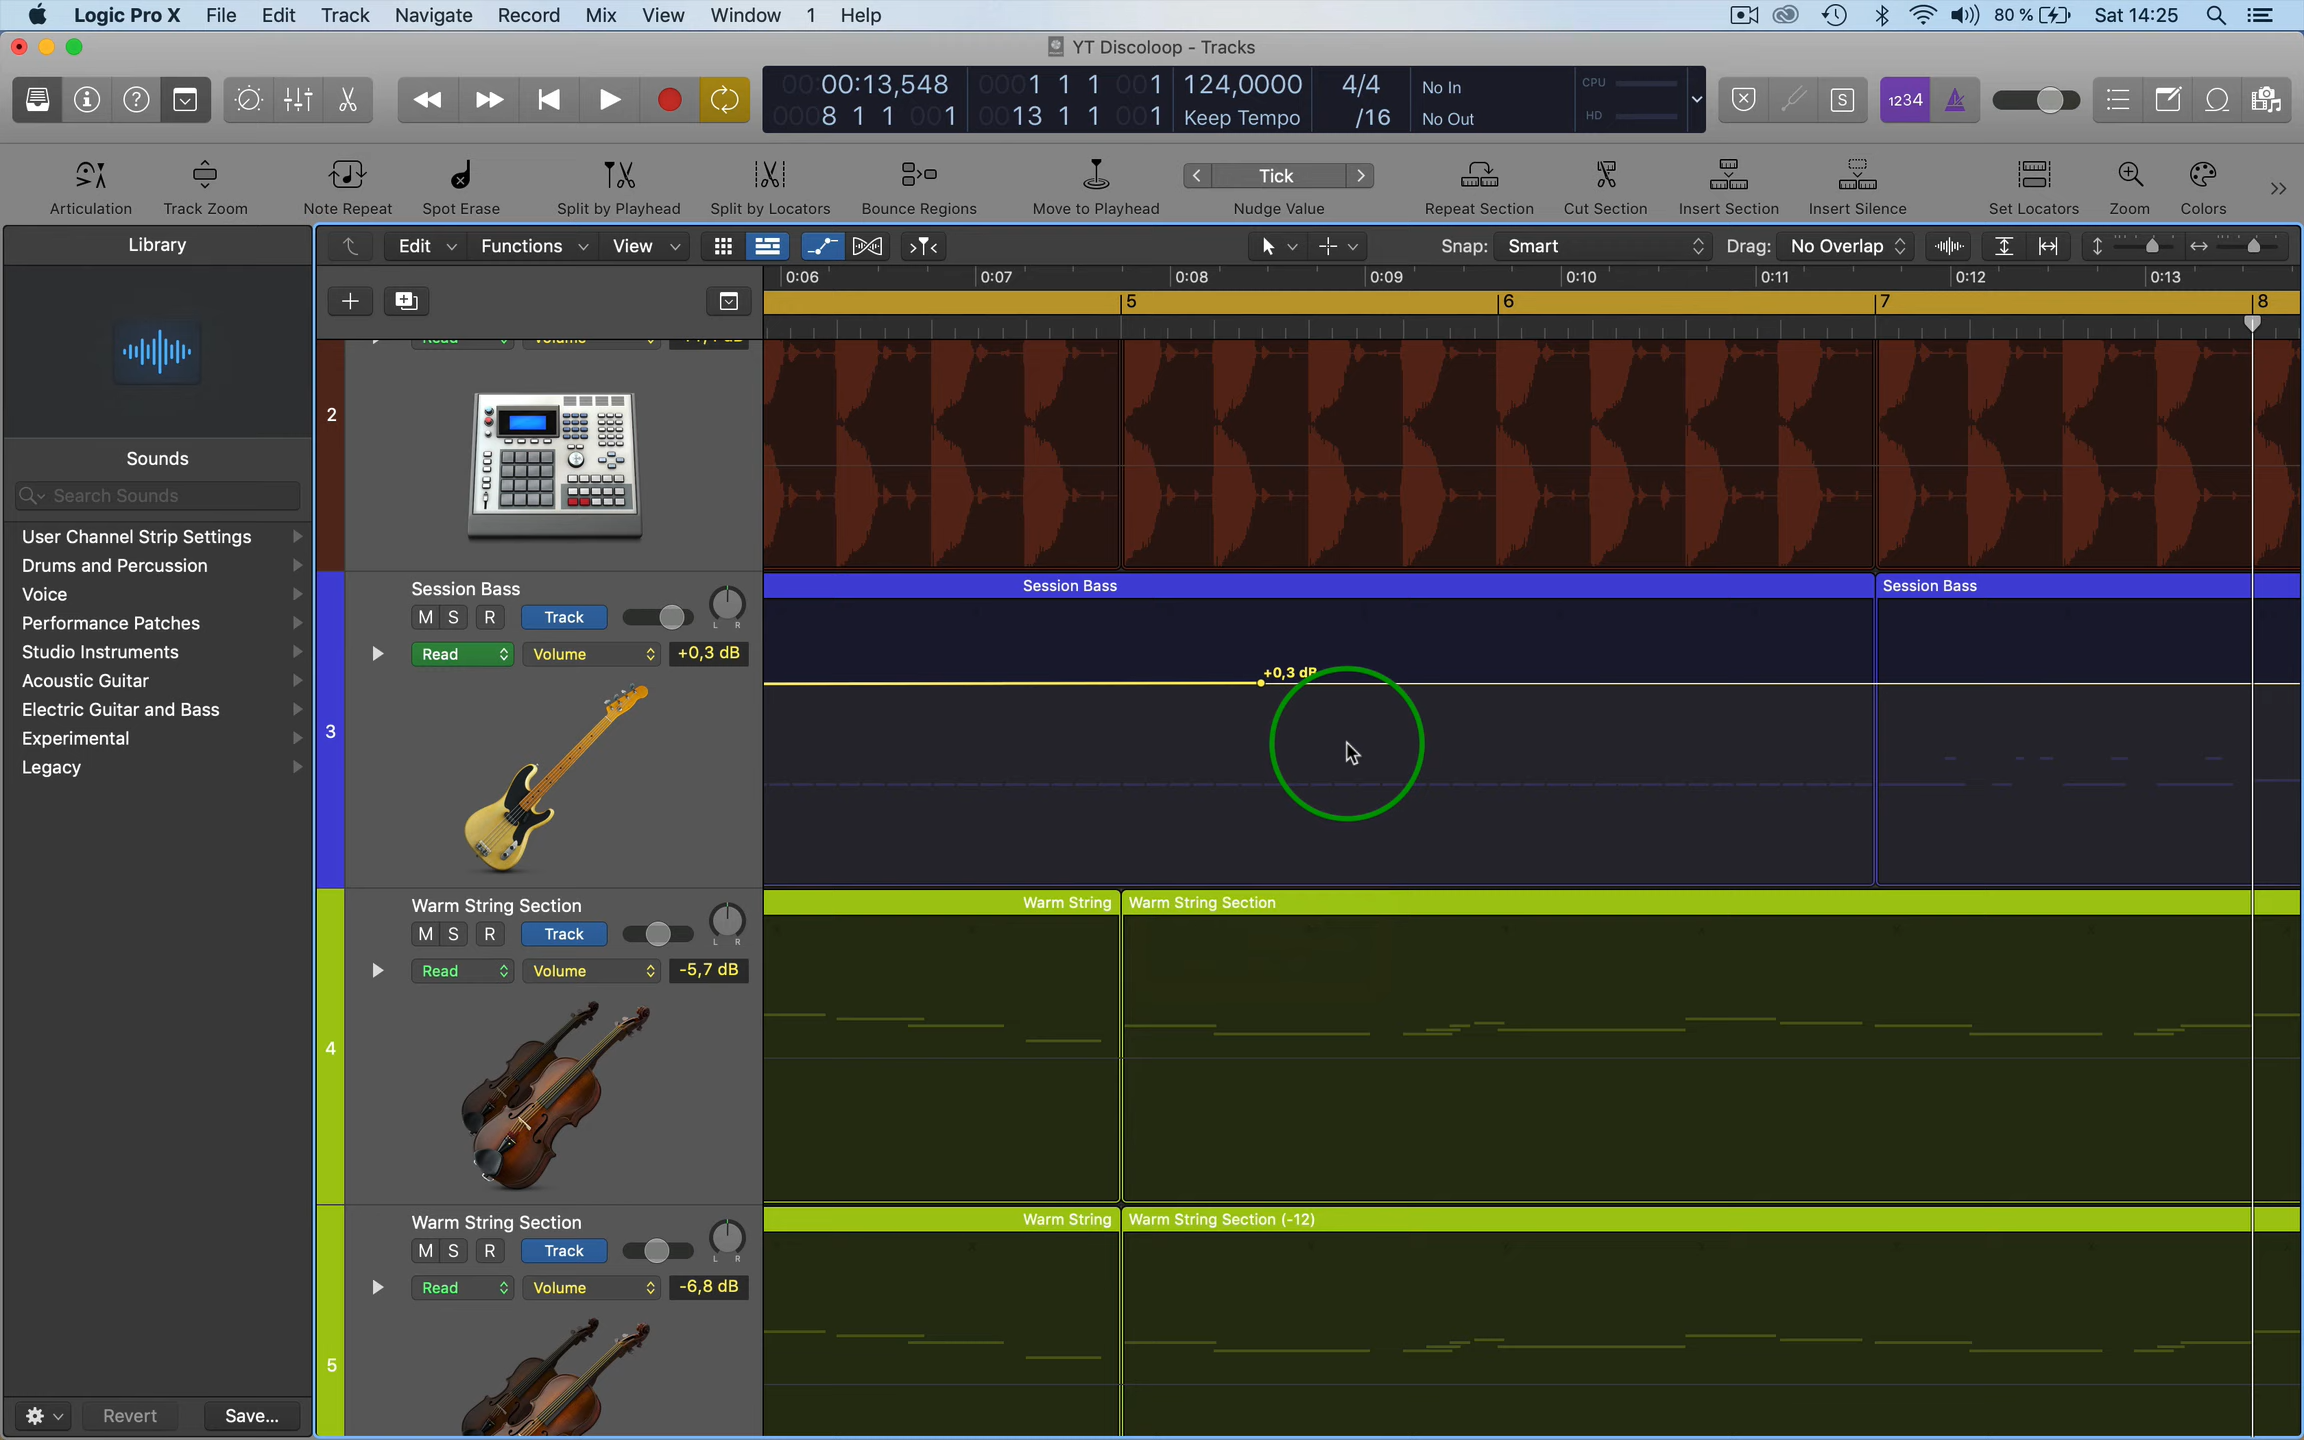 Logic Pro X File Edit Track Navigate Record Mix View Window 1 Help 80 % Sat 14:25
YT Discoloop - Tracks
00:00:13,548 0001 1 1 001 124,0000 4/4 No In CPU
0008 1 1 001 0013 1 1 001 Keep Tempo /16 No Out HD
S 1234
Tick
Articulation Track Zoom Note Repeat Spot Erase Split by Playhead Split by Locators Bounce Regions Move to Playhead Nudge Value Repeat Section Cut Section Insert Section Insert Silence Set Locators Zoom Colors
Library
Edit Functions View Snap: Smart Drag: No Overlap
0:06 0:07 0:08 0:09 0:10 0:11 0:12 0:13
5 6 7 8
Sounds
Search Sounds
User Channel Strip Settings
Drums and Percussion
Voice
Performance Patches
Studio Instruments
Acoustic Guitar
Electric Guitar and Bass
Experimental
Legacy
Revert Save...
2
3
Session Bass
M S R Track L R
Read Volume +0,3 dB
Session Bass Session Bass
+0,3 dB
4
Warm String Section
M S R Track L R
Read Volume -5,7 dB
Warm String Warm String Section
5
Warm String Section
M S R Track L R
Read Volume -6,8 dB
Warm String Warm String Section (-12)